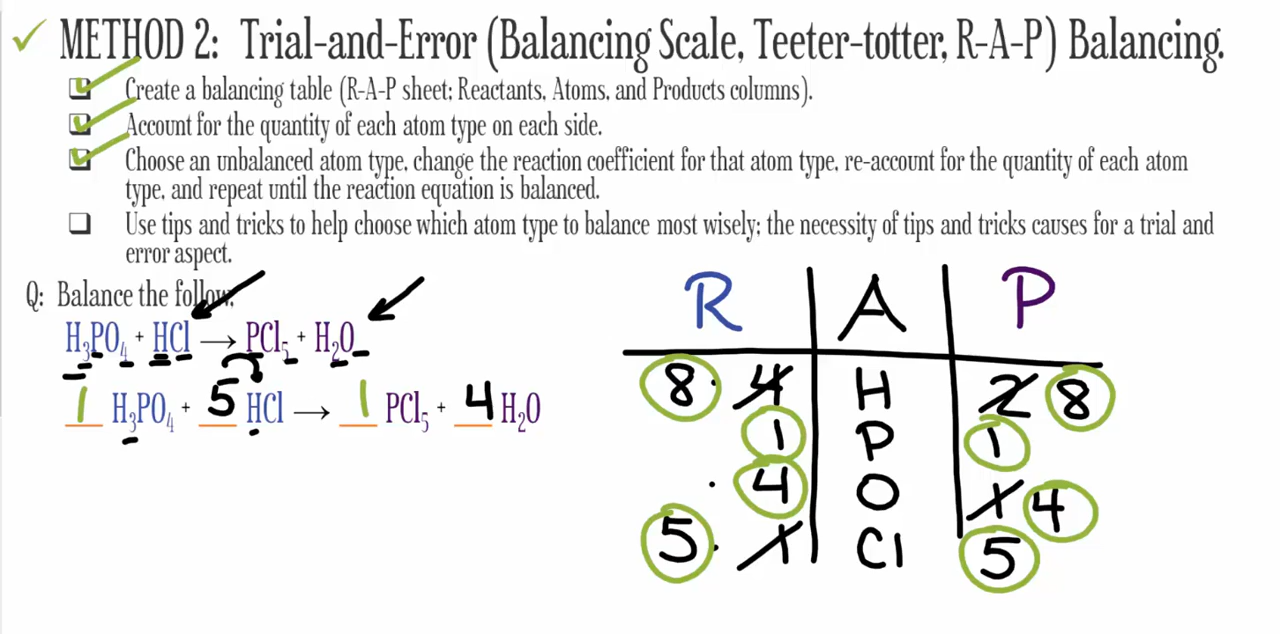 METHOD 2: Trial-and-Error (Balancing Scale, Teeter-totter, R-A-P) Balancing.
Create a balancing table (R-A-P sheet; Reactants, Atoms, and Products columns).
Account for the quantity of each atom type on each side.
Choose an unbalanced atom type, change the reaction coefficient for that atom type, re-account for the quantity of each atom
type, and repeat until the reaction equation is balanced.
Use tips and tricks to help choose which atom type to balance most wisely; the necessity of tips and tricks causes for a trial and
error aspect.
Q: Balance the follow
H₃PO₄ + HCl → PCl₅ + H₂O
1 H₃PO₄ + 5 HCl → 1 PCl₅ + 4 H₂O
R A P
8 4 H 2 8
1 P 1
4 O 1 4
5 1 Cl 5